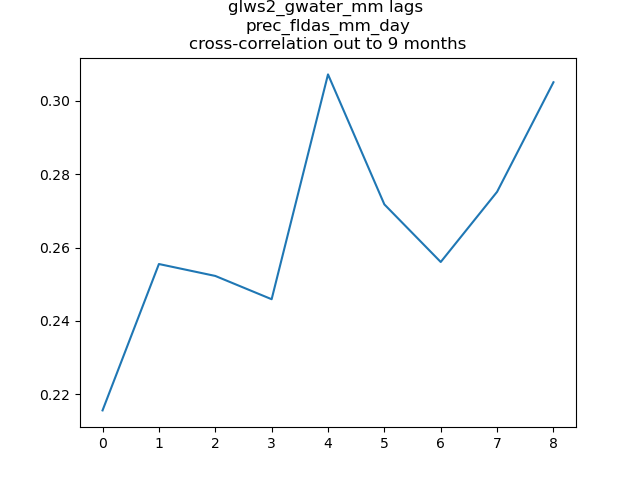 glws2_gwater_mm lags
prec_fldas_mm_day
cross-correlation out to 9 months
0.30
0.28
0.26
0.24
0.22
0 1 2 3 4 5 6 7 8